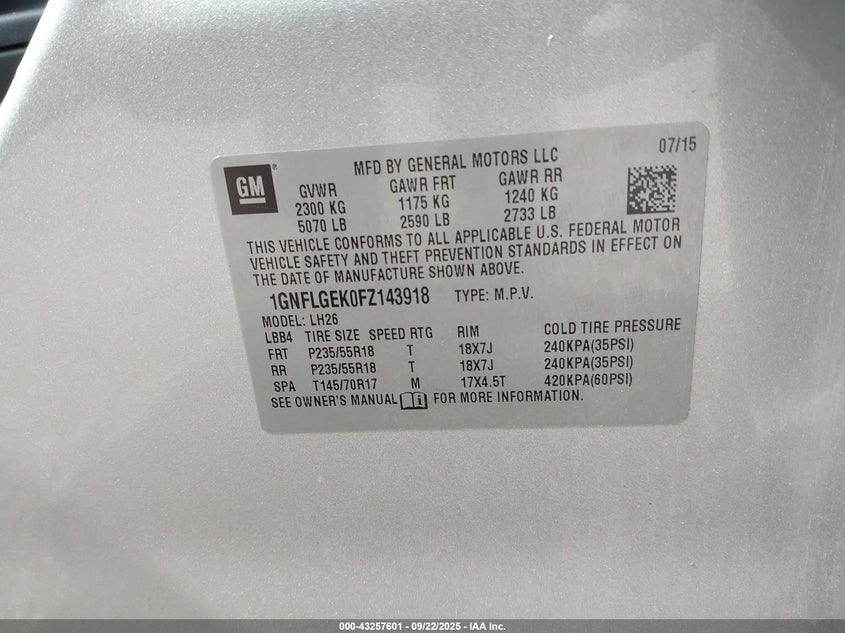 GM
MFD BY GENERAL MOTORS LLC 07/15
GVWR GAWR FRT GAWR RR
2300 KG 1175 KG 1240 KG
5070 LB 2590 LB 2733 LB
THIS VEHICLE CONFORMS TO ALL APPLICABLE U.S. FEDERAL MOTOR
VEHICLE SAFETY AND THEFT PREVENTION STANDARDS IN EFFECT ON
THE DATE OF MANUFACTURE SHOWN ABOVE.
1GNFLGEK0FZ143918 TYPE: M.P.V.
MODEL: LH26
LBB4 TIRE SIZE SPEED RTG RIM COLD TIRE PRESSURE
FRT P235/55R18 T 18X7J 240KPA(35PSI)
RR P235/55R18 T 18X7J 240KPA(35PSI)
SPA T145/70R17 M 17X4.5T 420KPA(60PSI)
SEE OWNER'S MANUAL FOR MORE INFORMATION.
000-43257601 - 09/22/2025 - IAA Inc.